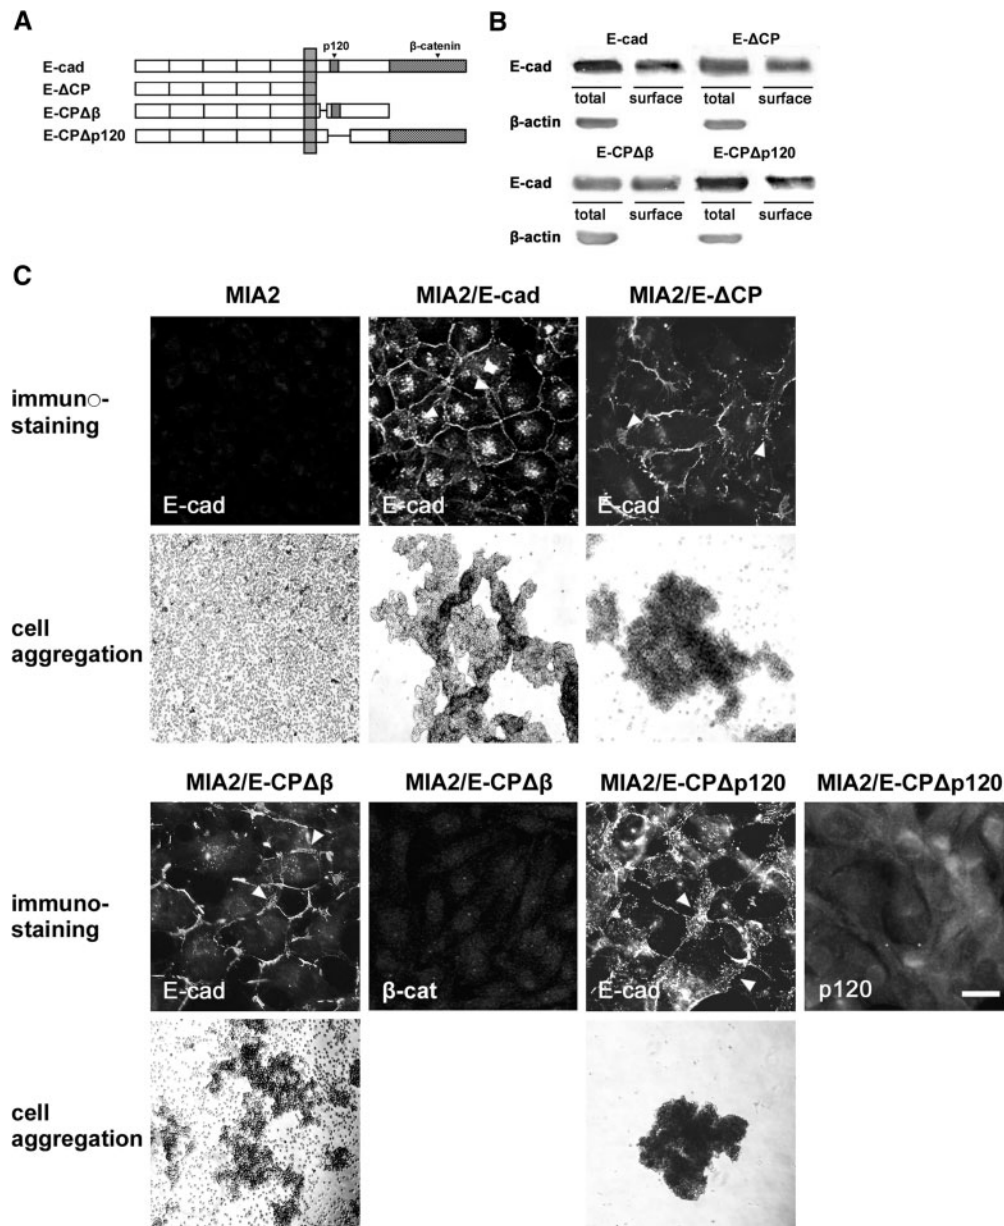 A
p120
β-catenin
E-cad
E-ΔCP
E-CPΔβ
E-CPΔp120
B
E-cad
E-ΔCP
E-cad
total
surface
total
surface
β-actin
E-CPΔβ
E-CPΔp120
E-cad
total
surface
total
surface
β-actin
C
MIA2
MIA2/E-cad
MIA2/E-ΔCP
immuno-
staining
E-cad
E-cad
E-cad
cell
aggregation
MIA2/E-CPΔβ
MIA2/E-CPΔβ
MIA2/E-CPΔp120
MIA2/E-CPΔp120
immuno-
staining
E-cad
β-cat
E-cad
p120
cell
aggregation